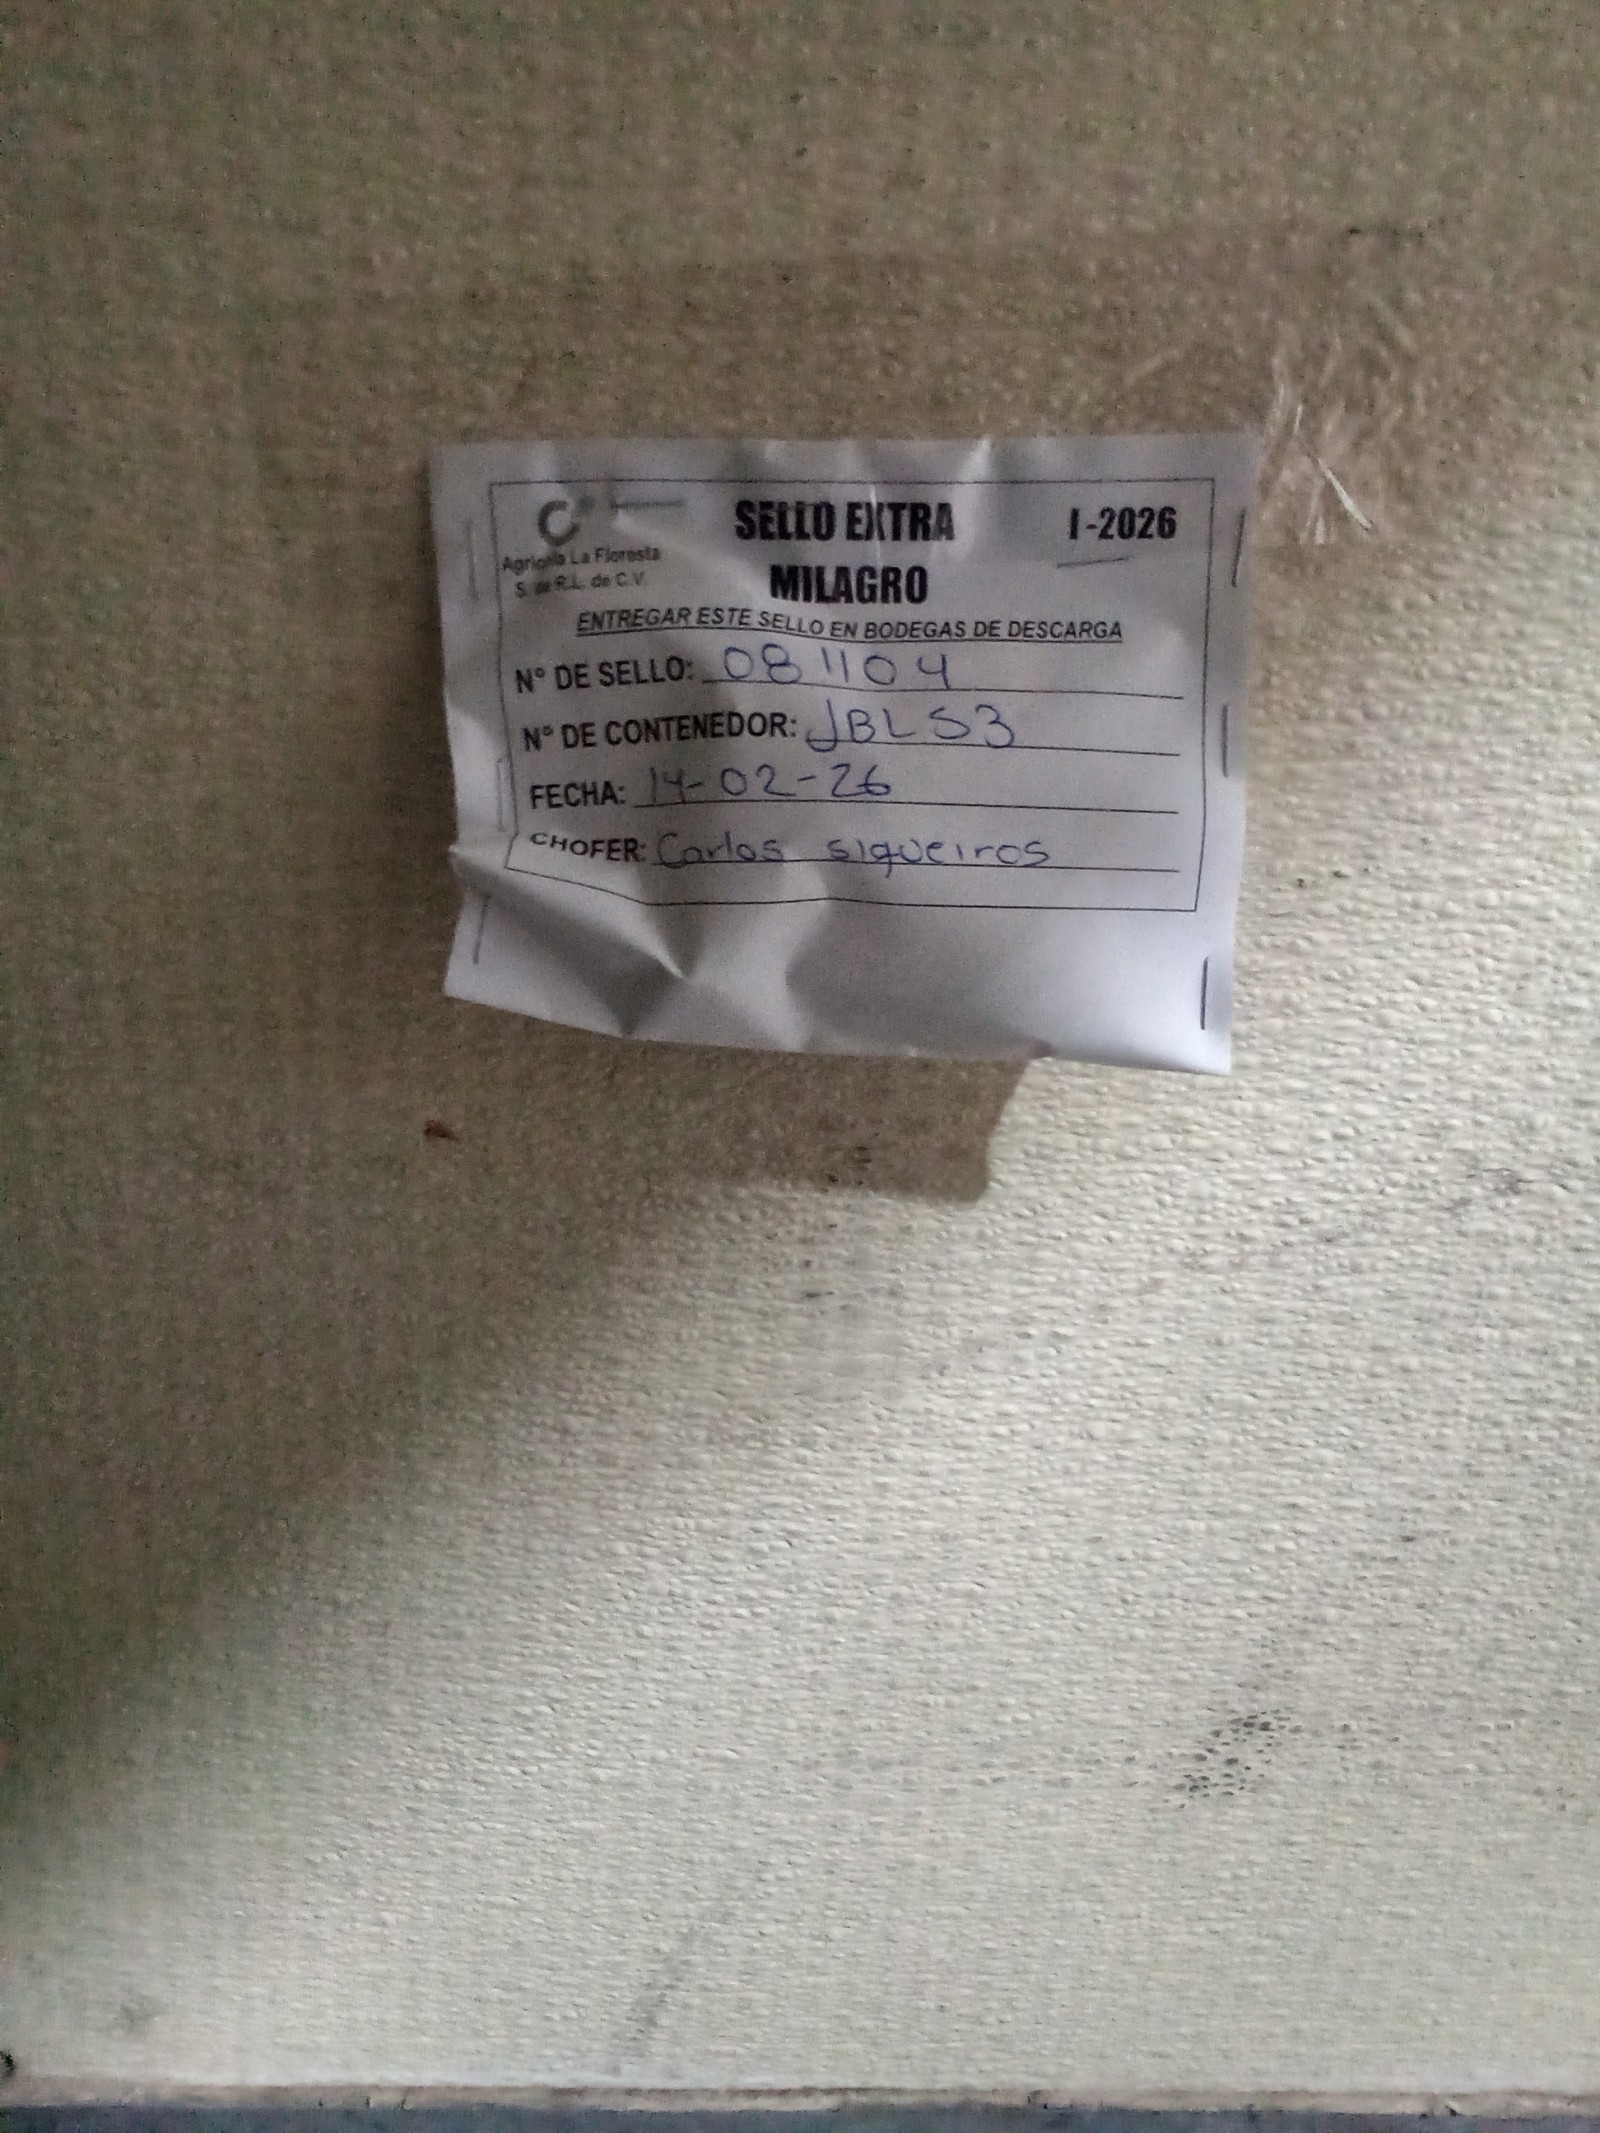 SELLO EXTRA I-2026
MILAGRO
Agricola La Floresta
S. de R.L. de C.V.
ENTREGAR ESTE SELLO EN BODEGAS DE DESCARGA
N° DE SELLO: 081104
N° DE CONTENEDOR: JBL53
FECHA: 14-02-26
CHOFER: Carlos siqueiros